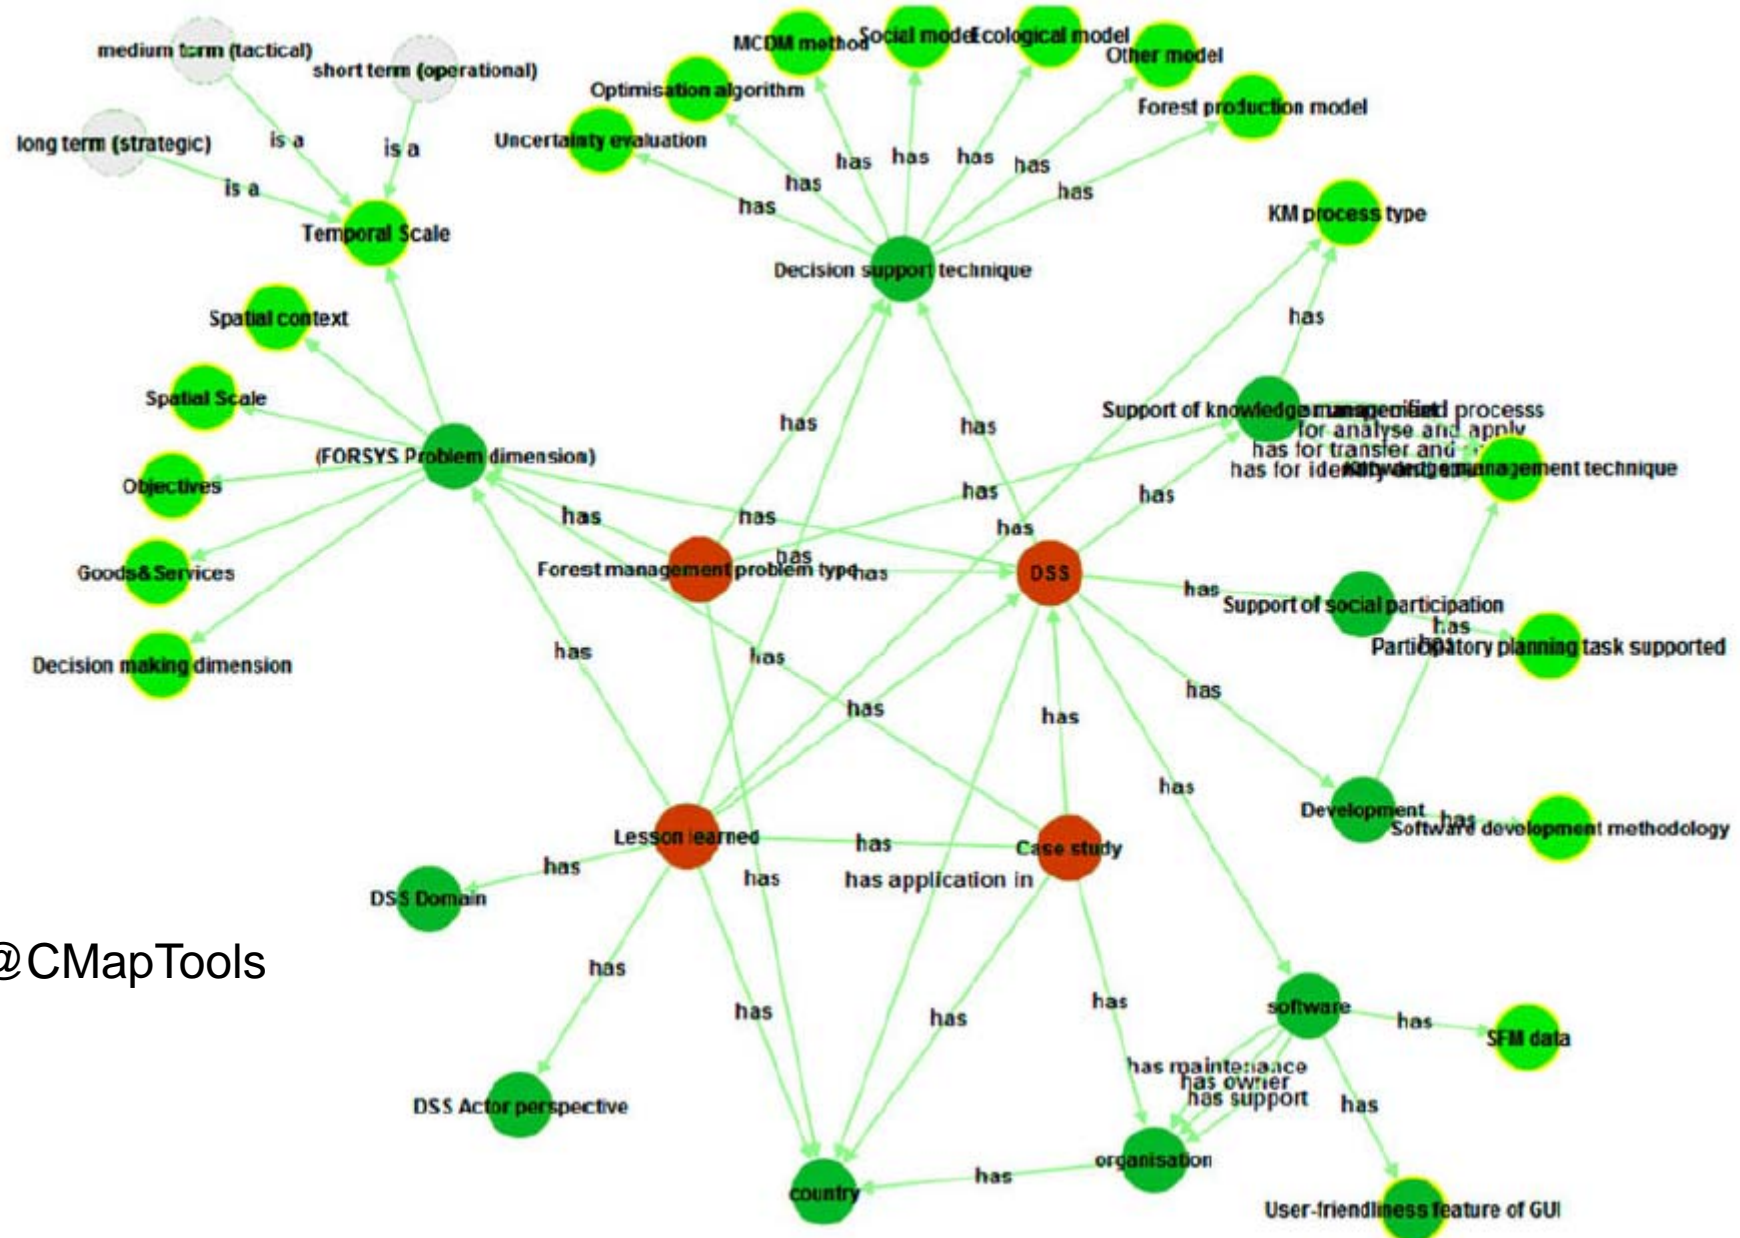 MCDM method
Social model
Ecological model
Other model
medium term (tactical)
short term (operational)
Optimisation algorithm
Forest production model
long term (strategic)
is a
is a
is a
Uncertainty evaluation
has
has
has
has
has
has
has
Temporal Scale
KM process type
Decision support technique
Spatial context
has
Spatial Scale
Support of knowledge management
processs
for analyse and apply
has for transfer and
has for identify
Knowledge management technique
has
has
(FORSYS Problem dimension)
Objectives
has
has
has
has
has
has
Goods&Services
Forest management problem type
has
DSS
has
Support of social participation
has
has
Participatory planning task supported
Decision making dimension
has
has
has
has
has
has
Development
has
Software development methodology
Lesson learned
has
Case study
has
has
has application in
DSS Domain
@CMapTools
has
has
has
has
software
has
SFM data
has maintenance
has owner
has support
has
DSS Actor perspective
organisation
has
country
User-friendliness feature of GUI